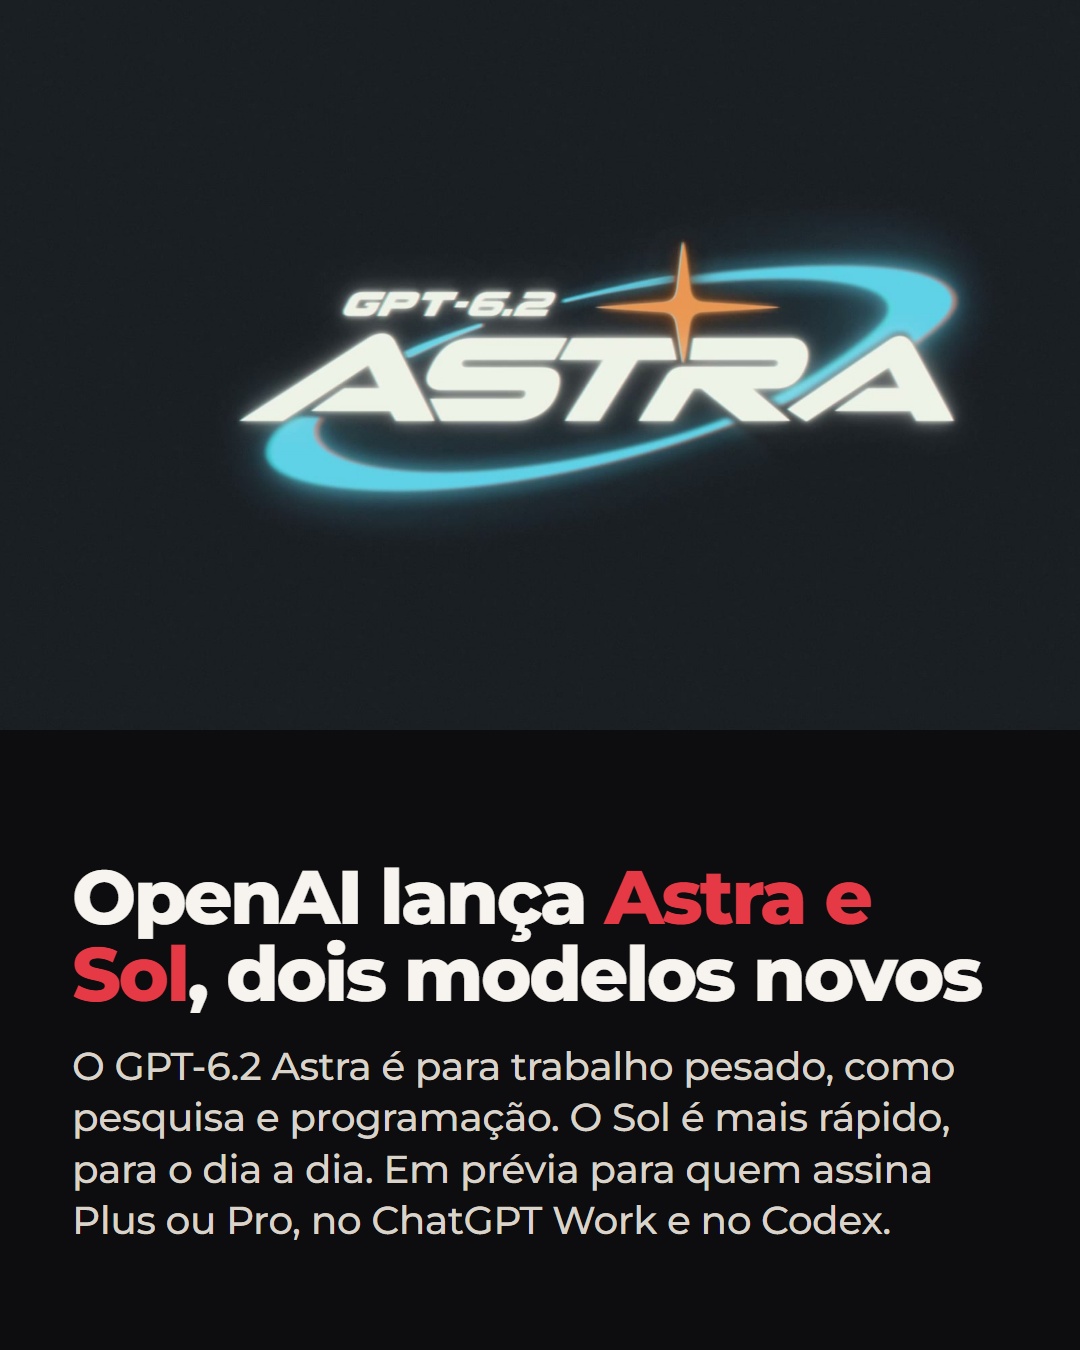 GPT-6.2
ASTRA
OpenAI lança Astra e
Sol, dois modelos novos
O GPT-6.2 Astra é para trabalho pesado, como
pesquisa e programação. O Sol é mais rápido,
para o dia a dia. Em prévia para quem assina
Plus ou Pro, no ChatGPT Work e no Codex.